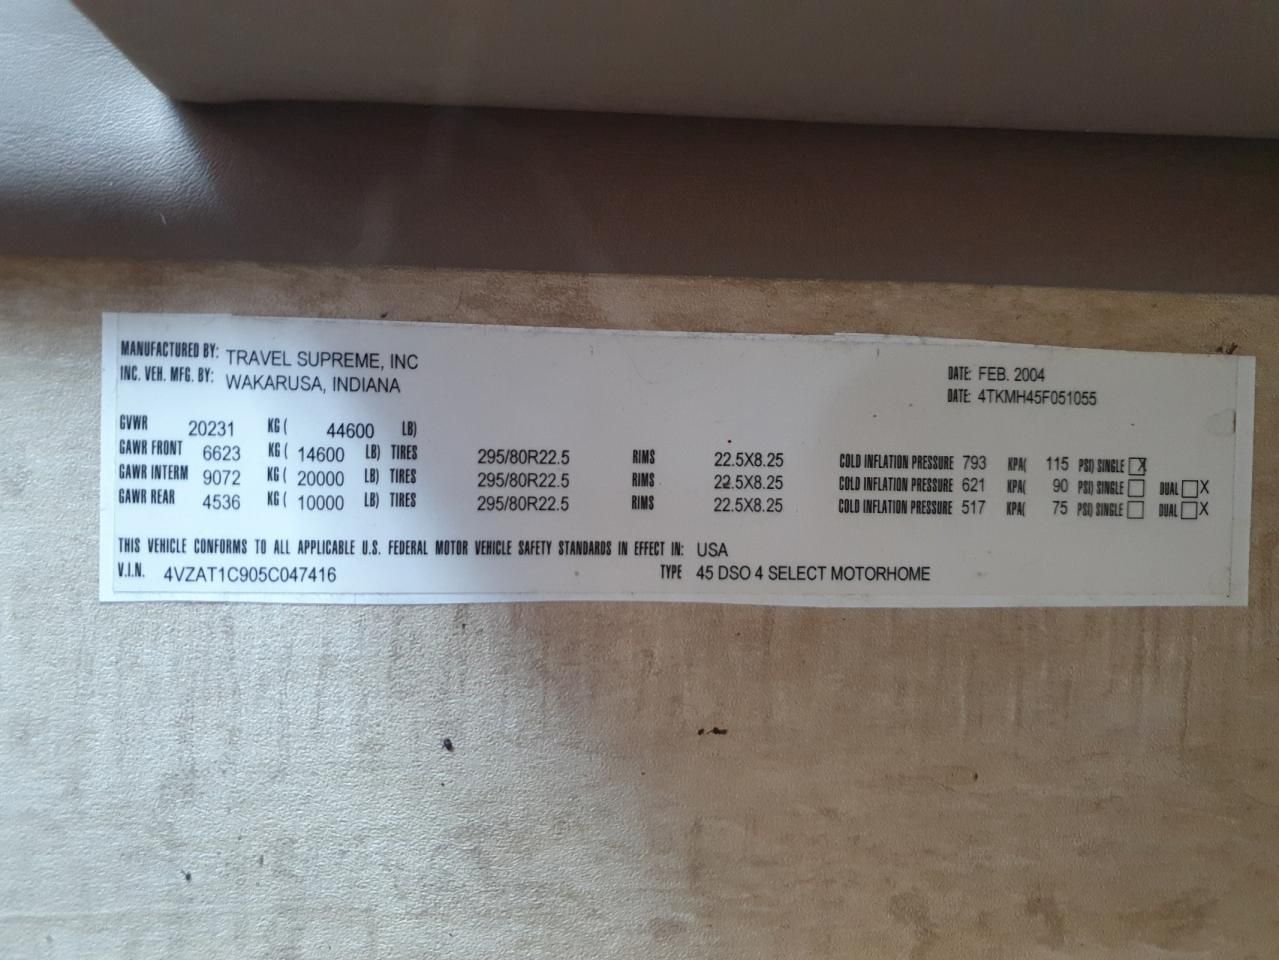 MANUFACTURED BY: TRAVEL SUPREME, INC DATE: FEB. 2004
INC. VEH. MFG. BY: WAKARUSA, INDIANA DATE: 4TKMH45F051055
GVWR 20231 KG ( 44600 LB)
GAWR FRONT 6623 KG ( 14600 LB) TIRES 295/80R22.5 RIMS 22.5X8.25 COLD INFLATION PRESSURE 793 KPA( 115 PSI) SINGLE X
GAWR INTERM 9072 KG ( 20000 LB) TIRES 295/80R22.5 RIMS 22.5X8.25 COLD INFLATION PRESSURE 621 KPA( 90 PSI) SINGLE DUAL X
GAWR REAR 4536 KG ( 10000 LB) TIRES 295/80R22.5 RIMS 22.5X8.25 COLD INFLATION PRESSURE 517 KPA( 75 PSI) SINGLE DUAL X
THIS VEHICLE CONFORMS TO ALL APPLICABLE U.S. FEDERAL MOTOR VEHICLE SAFETY STANDARDS IN EFFECT IN: USA
V.I.N. 4VZAT1C905C047416 TYPE 45 DSO 4 SELECT MOTORHOME